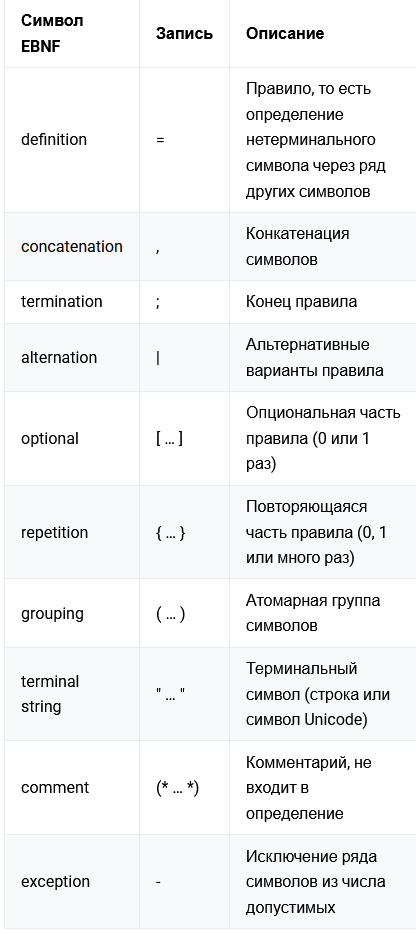 Символ EBNF
Запись
Описание
definition
=
Правило, то есть
определение
нетерминального
символа через ряд
других символов
concatenation
,
Конкатенация
символов
termination
;
Конец правила
alternation
|
Альтернативные
варианты правила
optional
[ … ]
Опциональная часть
правила (0 или 1
раз)
repetition
{ … }
Повторяющаяся
часть правила (0, 1
или много раз)
grouping
( … )
Атомарная группа
символов
terminal
string
" … "
Терминальный
символ (строка или
символ Unicode)
comment
(* … *)
Комментарий, не
входит в
определение
exception
-
Исключение ряда
символов из числа
допустимых